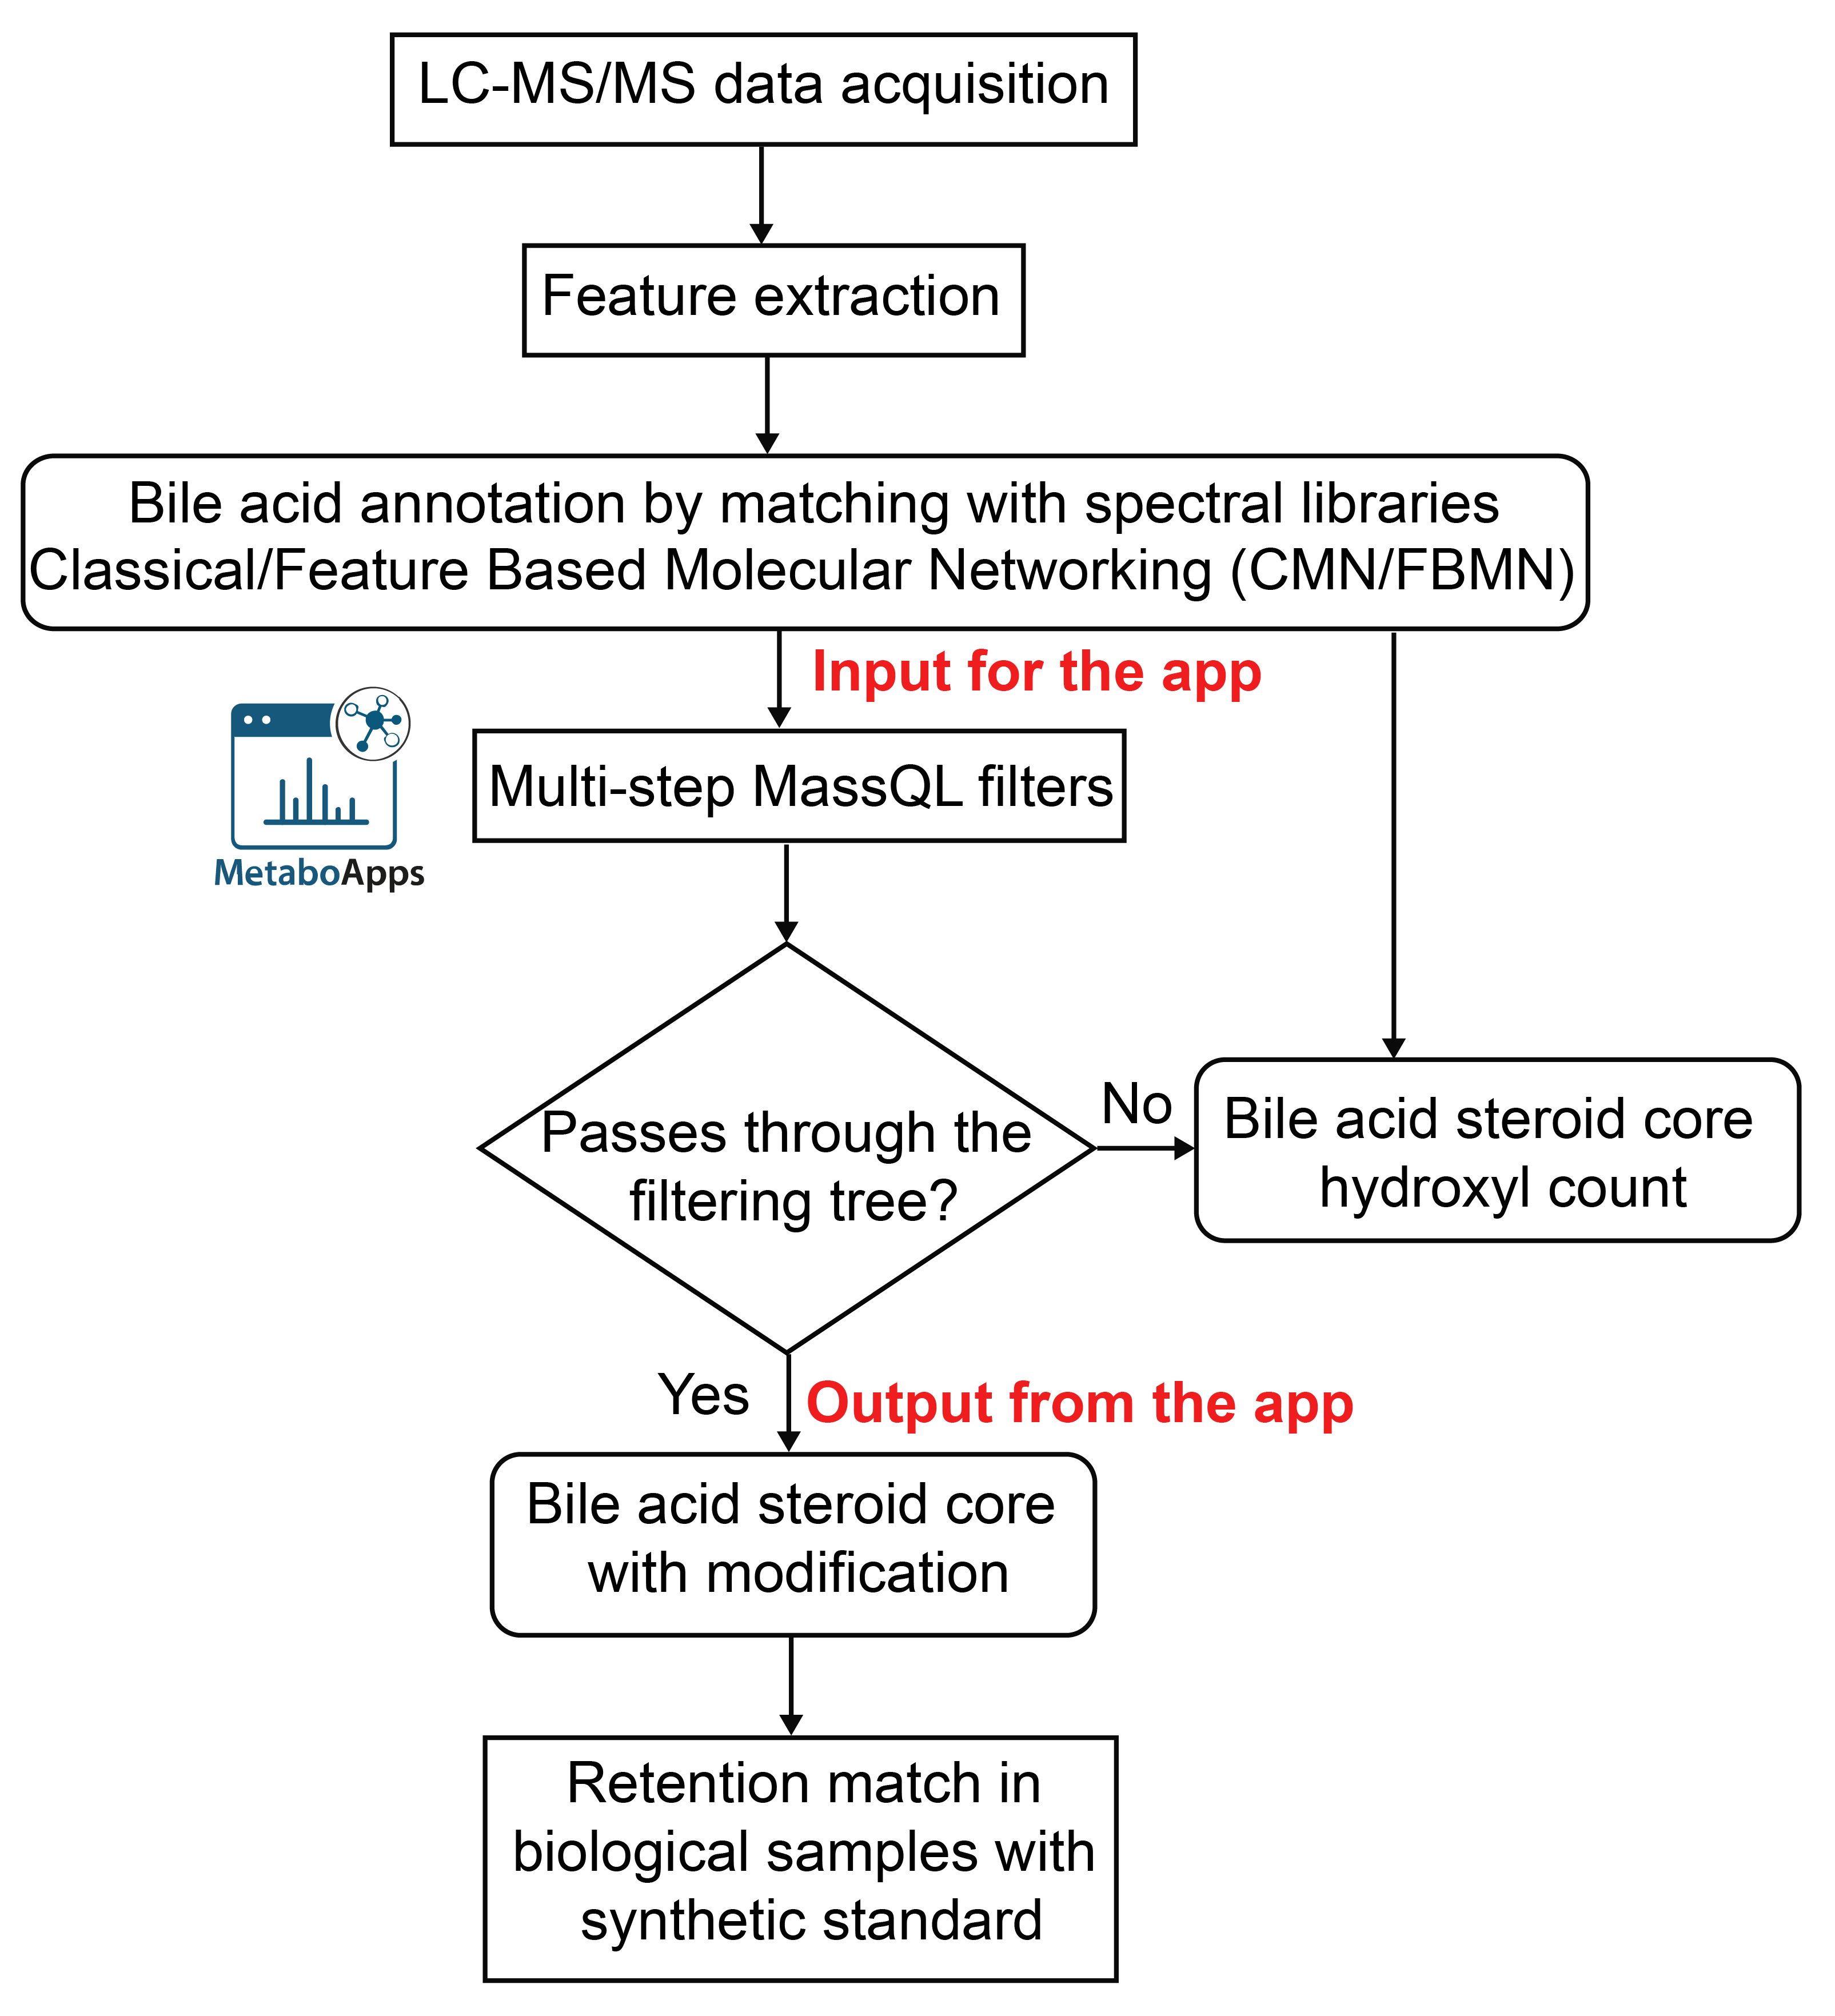 LC-MS/MS data acquisition
Feature extraction
Bile acid annotation by matching with spectral libraries
Classical/Feature Based Molecular Networking (CMN/FBMN)
Input for the app
MetaboApps
Multi-step MassQL filters
Passes through the
filtering tree?
No
Bile acid steroid core
hydroxyl count
Yes
Output from the app
Bile acid steroid core
with modification
Retention match in
biological samples with
synthetic standard